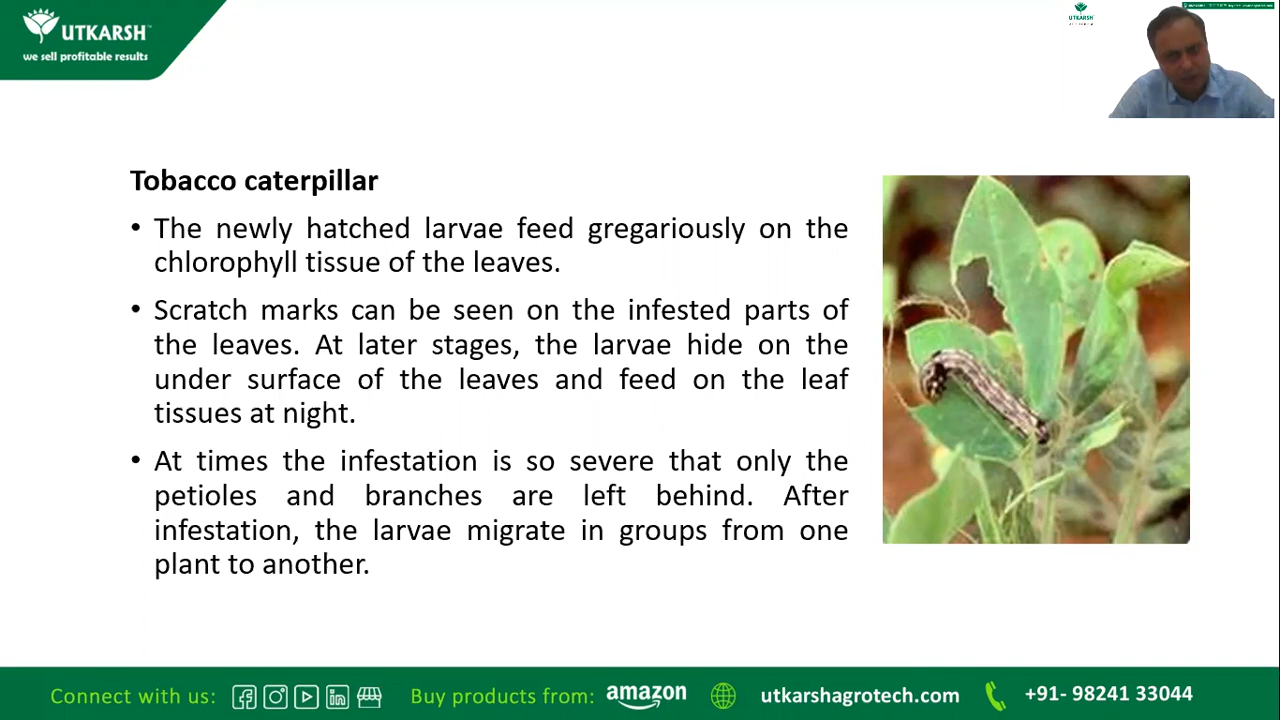 UTKARSH
we sell profitable results
UTKARSH
Tobacco caterpillar
• The newly hatched larvae feed gregariously on the
chlorophyll tissue of the leaves.
• Scratch marks can be seen on the infested parts of
the leaves. At later stages, the larvae hide on the
under surface of the leaves and feed on the leaf
tissues at night.
• At times the infestation is so severe that only the
petioles and branches are left behind. After
infestation, the larvae migrate in groups from one
plant to another.
Connect with us: Buy products from: amazon utkarshagrotech.com +91- 98241 33044